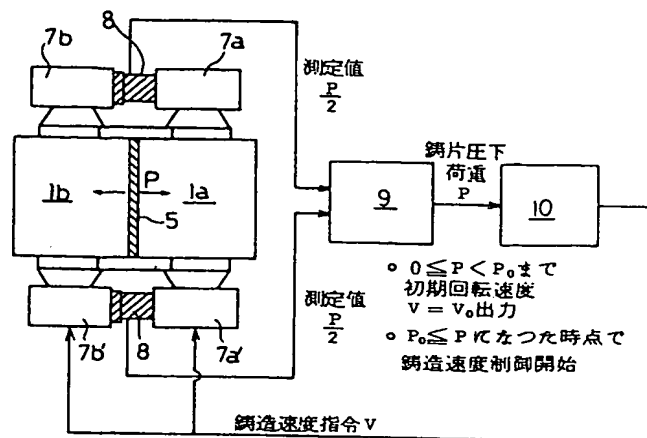 7b
8
7a
測定値
P/2
鋳片圧下
荷重
P
1b
P
1a
5
9
10
○ 0≦P<P₀まで
初期回転速度
V=V₀出力
○ P₀≦Pになつた時点で
鋳造速度制御開始
測定値
P/2
7b'
8
7a'
鋳造速度指令V